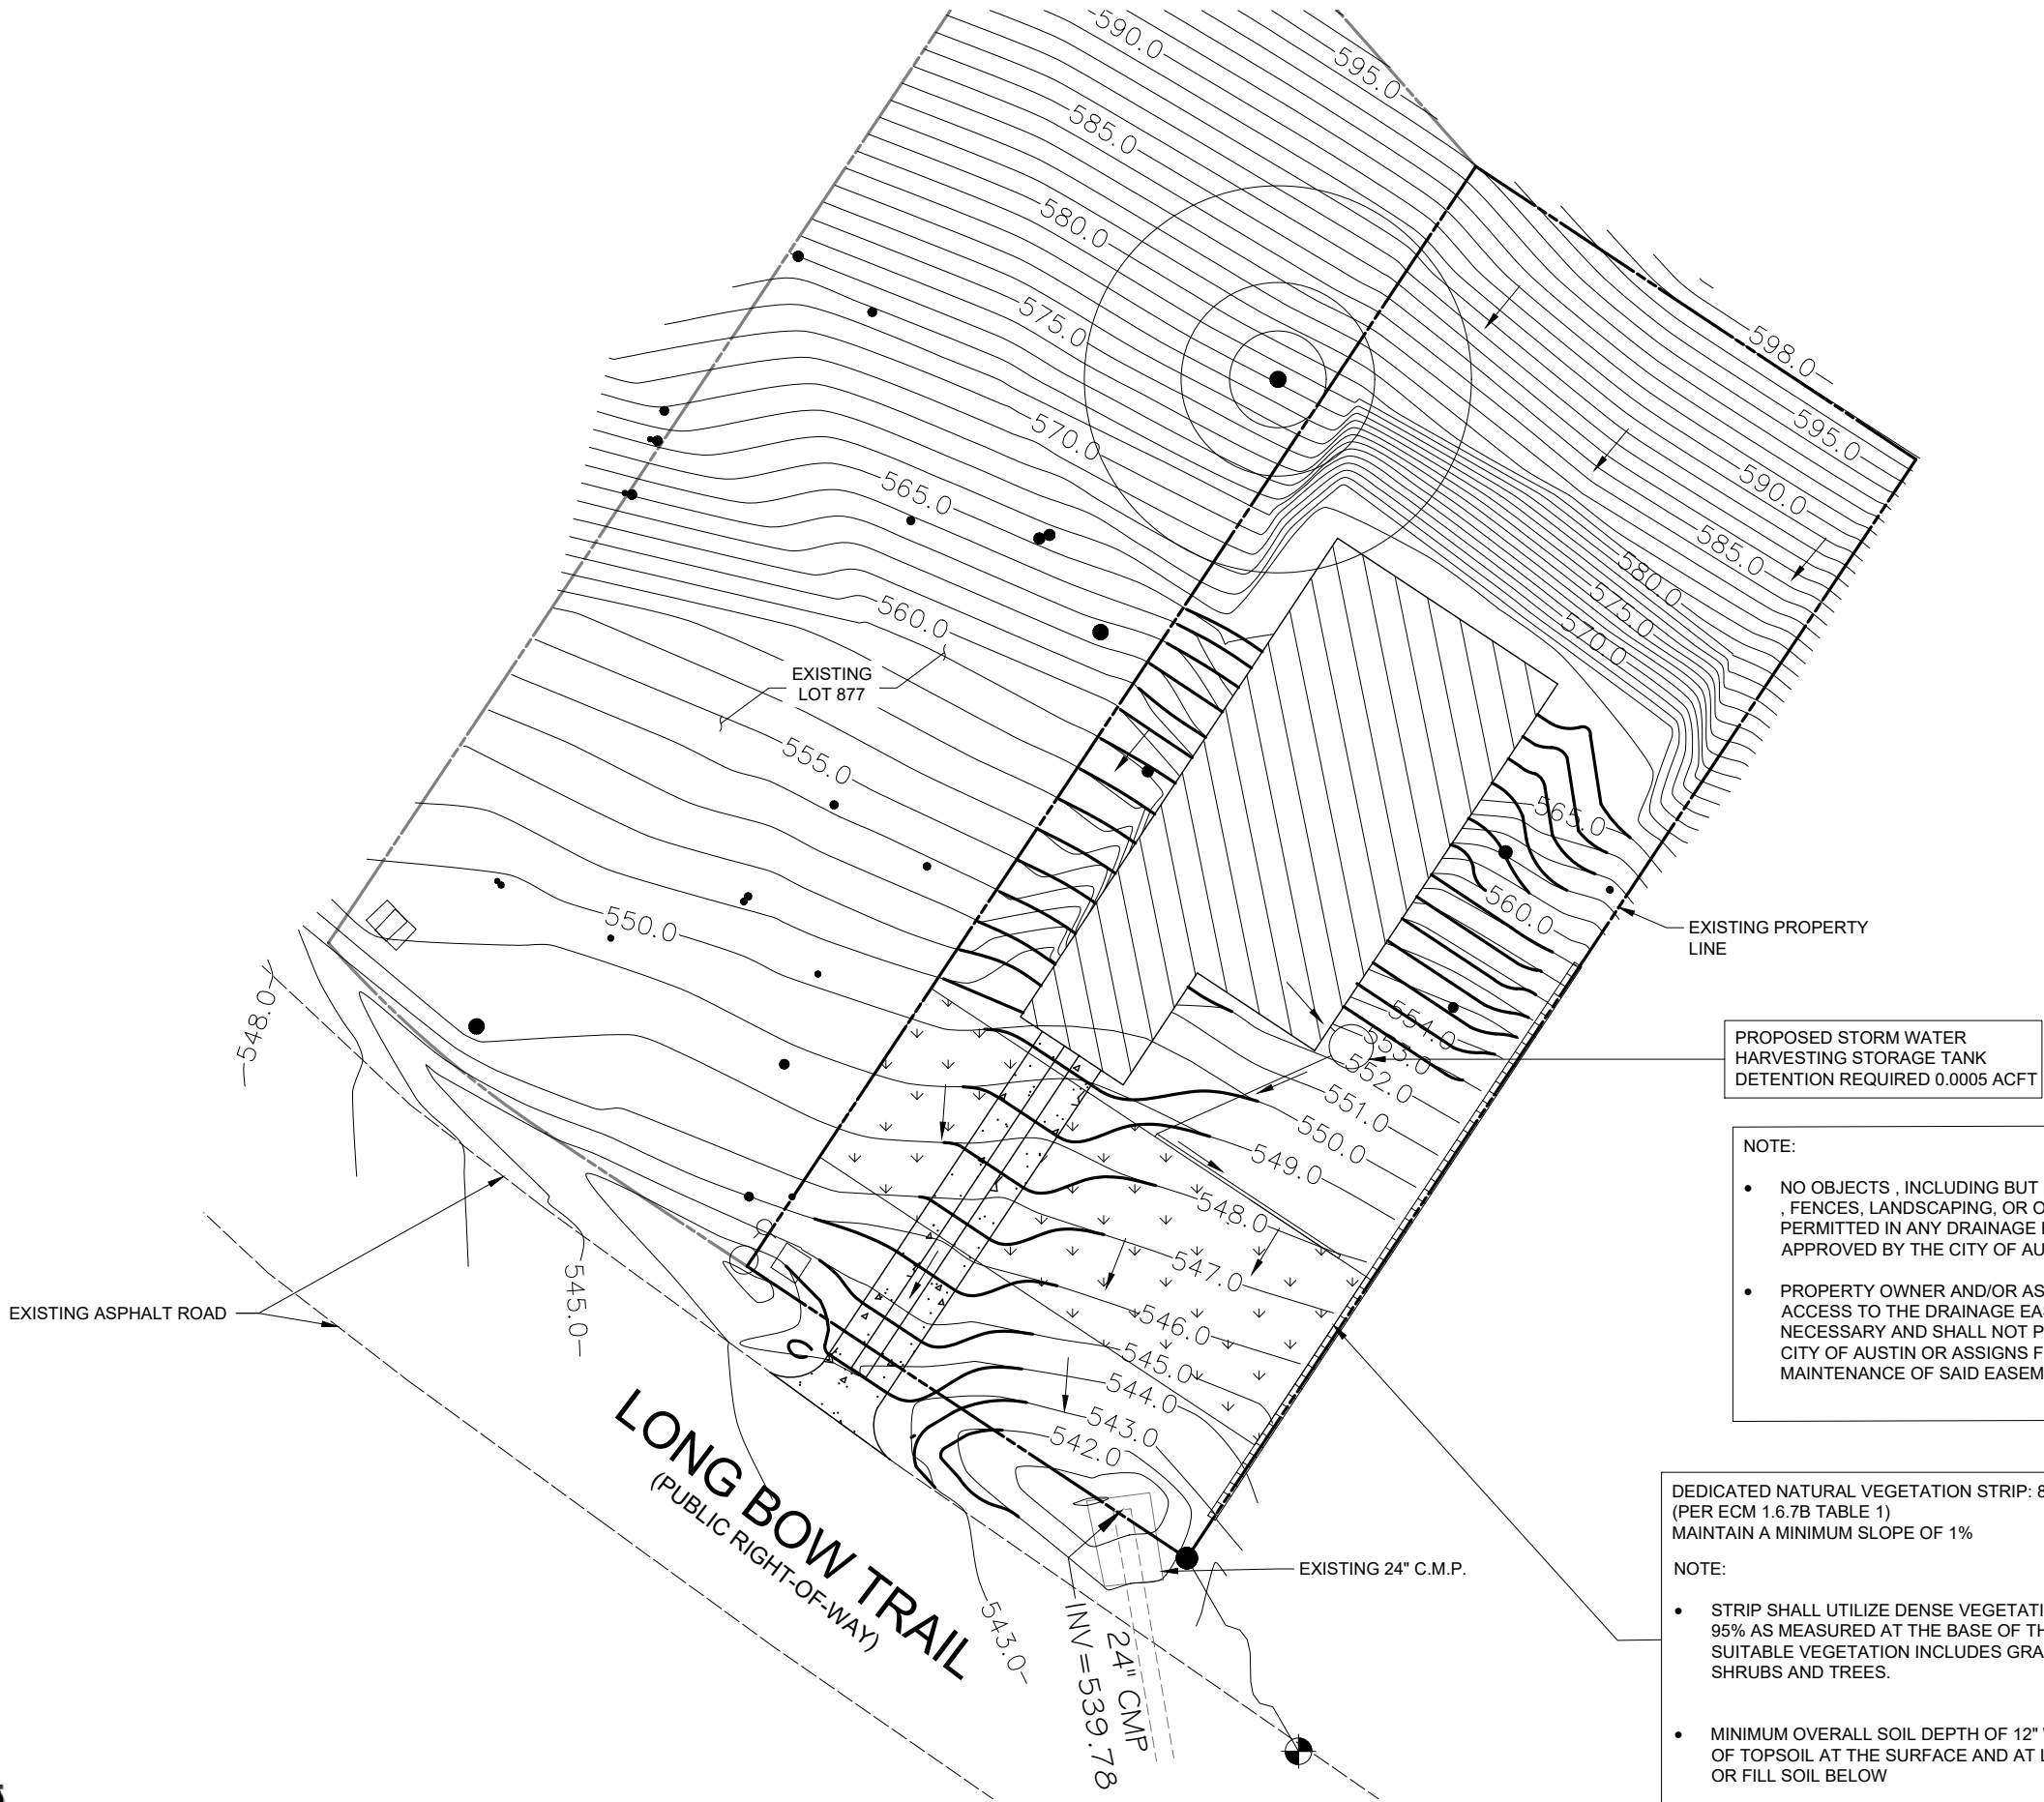 590.0
595.0
585.0
580.0
575.0
598.0
595.0
570.0
565.0
590.0
585.0
580.0
575.0
570.0
560.0
EXISTING
LOT 877
555.0
565.0
550.0
560.0
EXISTING PROPERTY
LINE
548.0
554.0
553.0
552.0
551.0
550.0
549.0
548.0
547.0
546.0
545.0
544.0
543.0
542.0
PROPOSED STORM WATER
HARVESTING STORAGE TANK
DETENTION REQUIRED 0.0005 ACFT
NOTE:
• NO OBJECTS , INCLUDING BUT
, FENCES, LANDSCAPING, OR
PERMITTED IN ANY DRAINAGE
APPROVED BY THE CITY OF
• PROPERTY OWNER AND/OR
ACCESS TO THE DRAINAGE
NECESSARY AND SHALL NOT
CITY OF AUSTIN OR ASSIGNS
MAINTENANCE OF SAID
545.0
EXISTING ASPHALT ROAD
LONG BOW TRAIL
(PUBLIC RIGHT-OF-WAY)
543.0
INV=539.78
24" CMP
EXISTING 24" C.M.P.
DEDICATED NATURAL VEGETATION STRIP:
(PER ECM 1.6.7B TABLE 1)
MAINTAIN A MINIMUM SLOPE OF 1%
NOTE:
• STRIP SHALL UTILIZE DENSE
95% AS MEASURED AT THE BASE OF
SUITABLE VEGETATION INCLUDES
SHRUBS AND TREES.
• MINIMUM OVERALL SOIL DEPTH OF 12"
OF TOPSOIL AT THE SURFACE AND AT
OR FILL SOIL BELOW